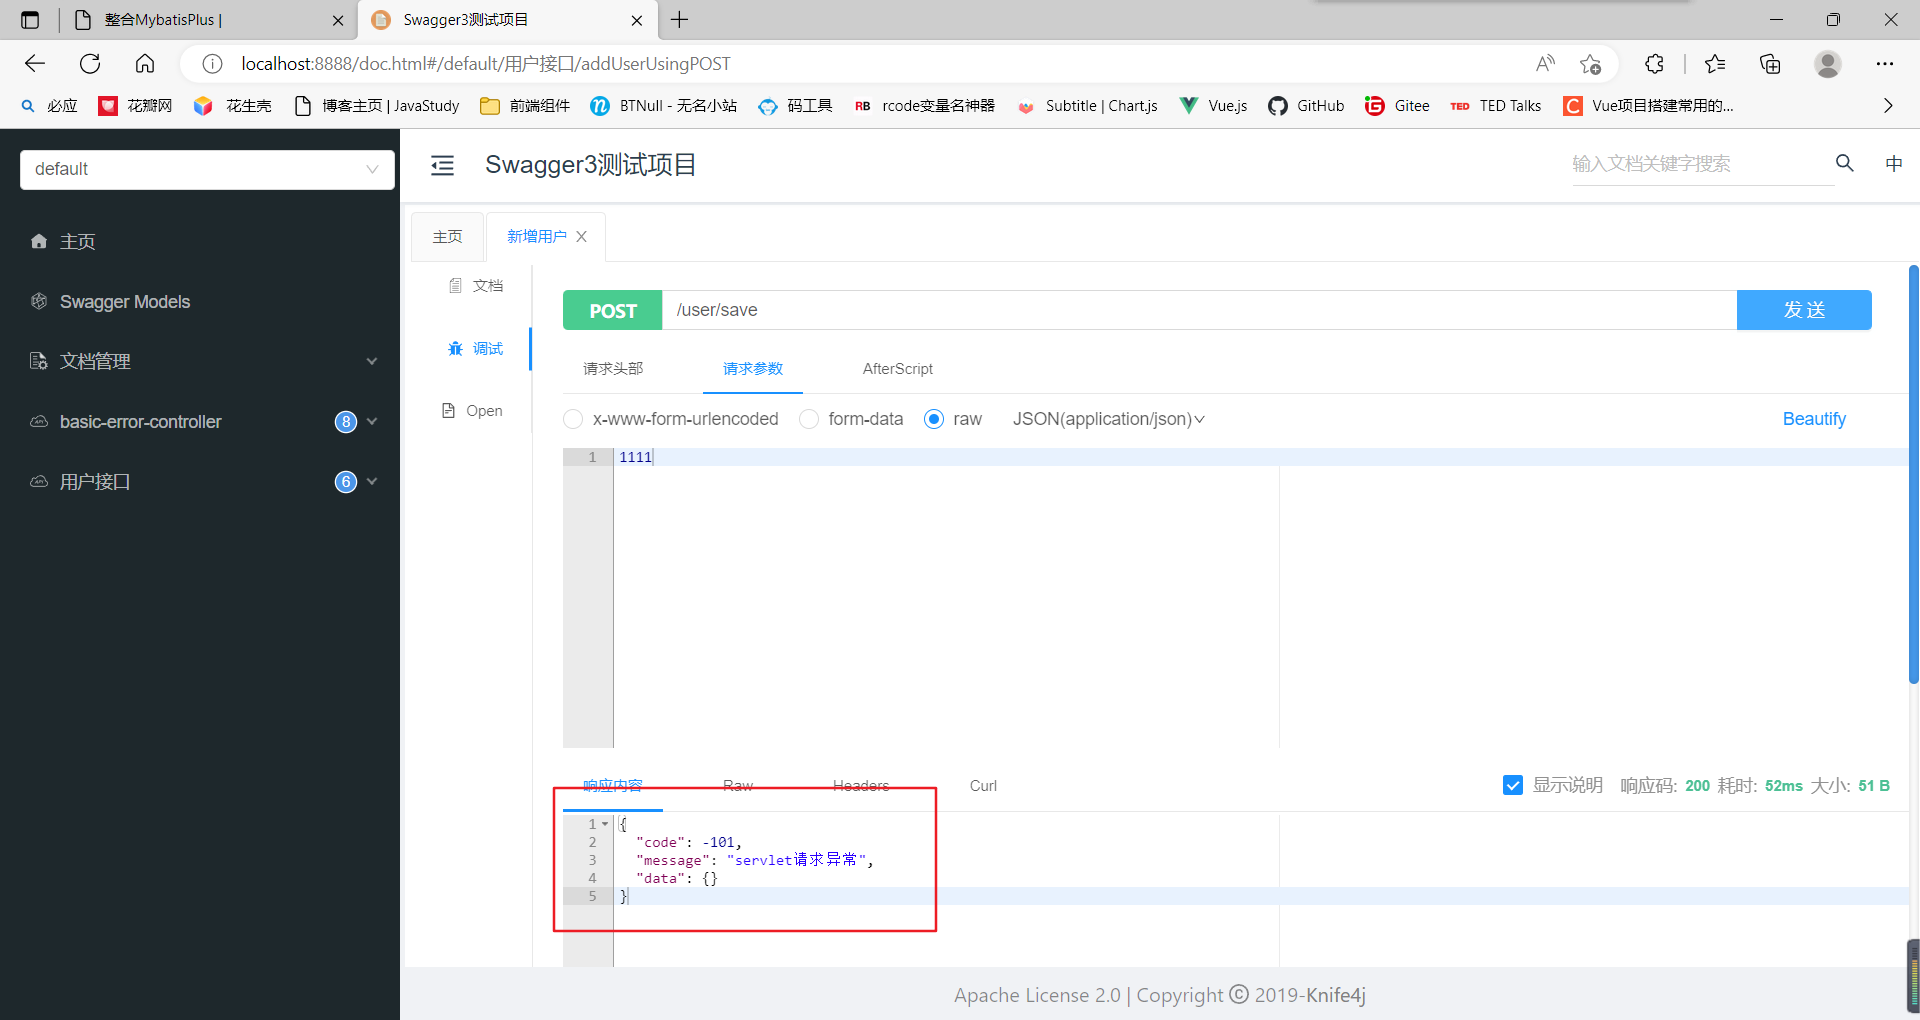 整合MybatisPlus |
Swagger3测试项目
localhost:8888/doc.html#/default/用户接口/addUserUsingPOST
必应 花瓣网 花生壳 博客主页 | JavaStudy 前端组件 BTNull - 无名小站 码工具 RB rcode变量名神器 Subtitle | Chart.js Vue.js GitHub Gitee TED TED Talks Vue项目搭建常用的...
default
Swagger3测试项目
输入文档关键字搜索
中
主页
Swagger Models
文档管理
basic-error-controller 8
用户接口 6
主页 新增用户
文档
调试
Open
POST /user/save 发 送
请求头部 请求参数 AfterScript
x-www-form-urlencoded form-data raw JSON(application/json) Beautify
1 1111
响应内容 Raw Headers Curl 显示说明 响应码: 200 耗时: 52ms 大小: 51 B
1 {
2 "code": -101,
3 "message": "servlet请求异常",
4 "data": {}
5 }
Apache License 2.0 | Copyright © 2019-Knife4j